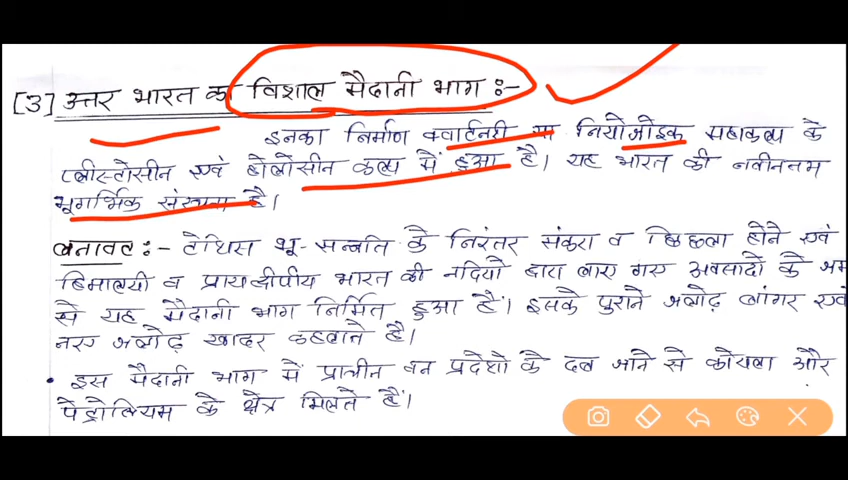 [3] उत्तर भारत का विशाल मैदानी भाग :-
इनका निर्माण क्वार्टनरी या नियोजोइक महाकल्प के
प्लीस्टोसीन एवं होलोसीन कल्प में हुआ है। यह भारत की नवीनतम
भूगर्भिक संरचना है।
बनावट :- टेथिस भू-सन्नति के निरंतर संकरा व छिछला होने एवं
हिमालयी व प्रायद्वीपीय भारत की नदियो द्वारा लाए गए अवसादो के जम
से यह मैदानी भाग निर्मित हुआ है। इसके पुराने जलोढ़ बांगर एवं
नए जलोढ़ खादर कहलाते है।
• इस मैदानी भाग में प्राचीन वन प्रदेशो के दब जाने से कोयला और
पेट्रोलियम के क्षेत्र मिलते हैं।